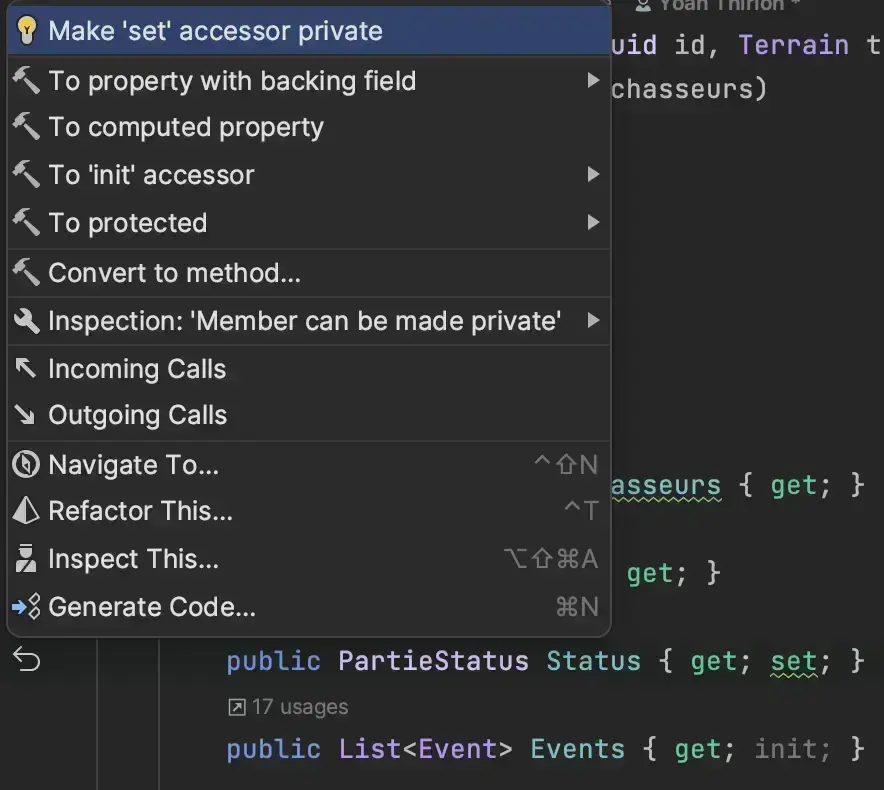 Yoan Thirion *
Make 'set' accessor private
uid id, Terrain t
To property with backing field
chasseurs)
To computed property
To 'init' accessor
To protected
Convert to method...
Inspection: 'Member can be made private'
Incoming Calls
Outgoing Calls
Navigate To... ^⇧N
asseurs { get; }
Refactor This... ^T
Inspect This... ⌥⇧⌘A
get; }
Generate Code... ⌘N
public PartieStatus Status { get; set; }
17 usages
public List<Event> Events { get; init; }